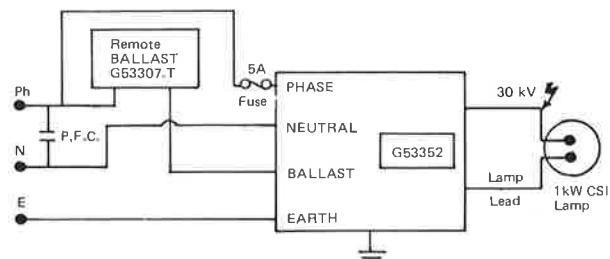 Remote
BALLAST
G53307.T
Ph
P.F.C.
N
E
5A
Fuse
PHASE
NEUTRAL
BALLAST
EARTH
G53352
30 kV
Lamp
Lead
1kW CSI
Lamp